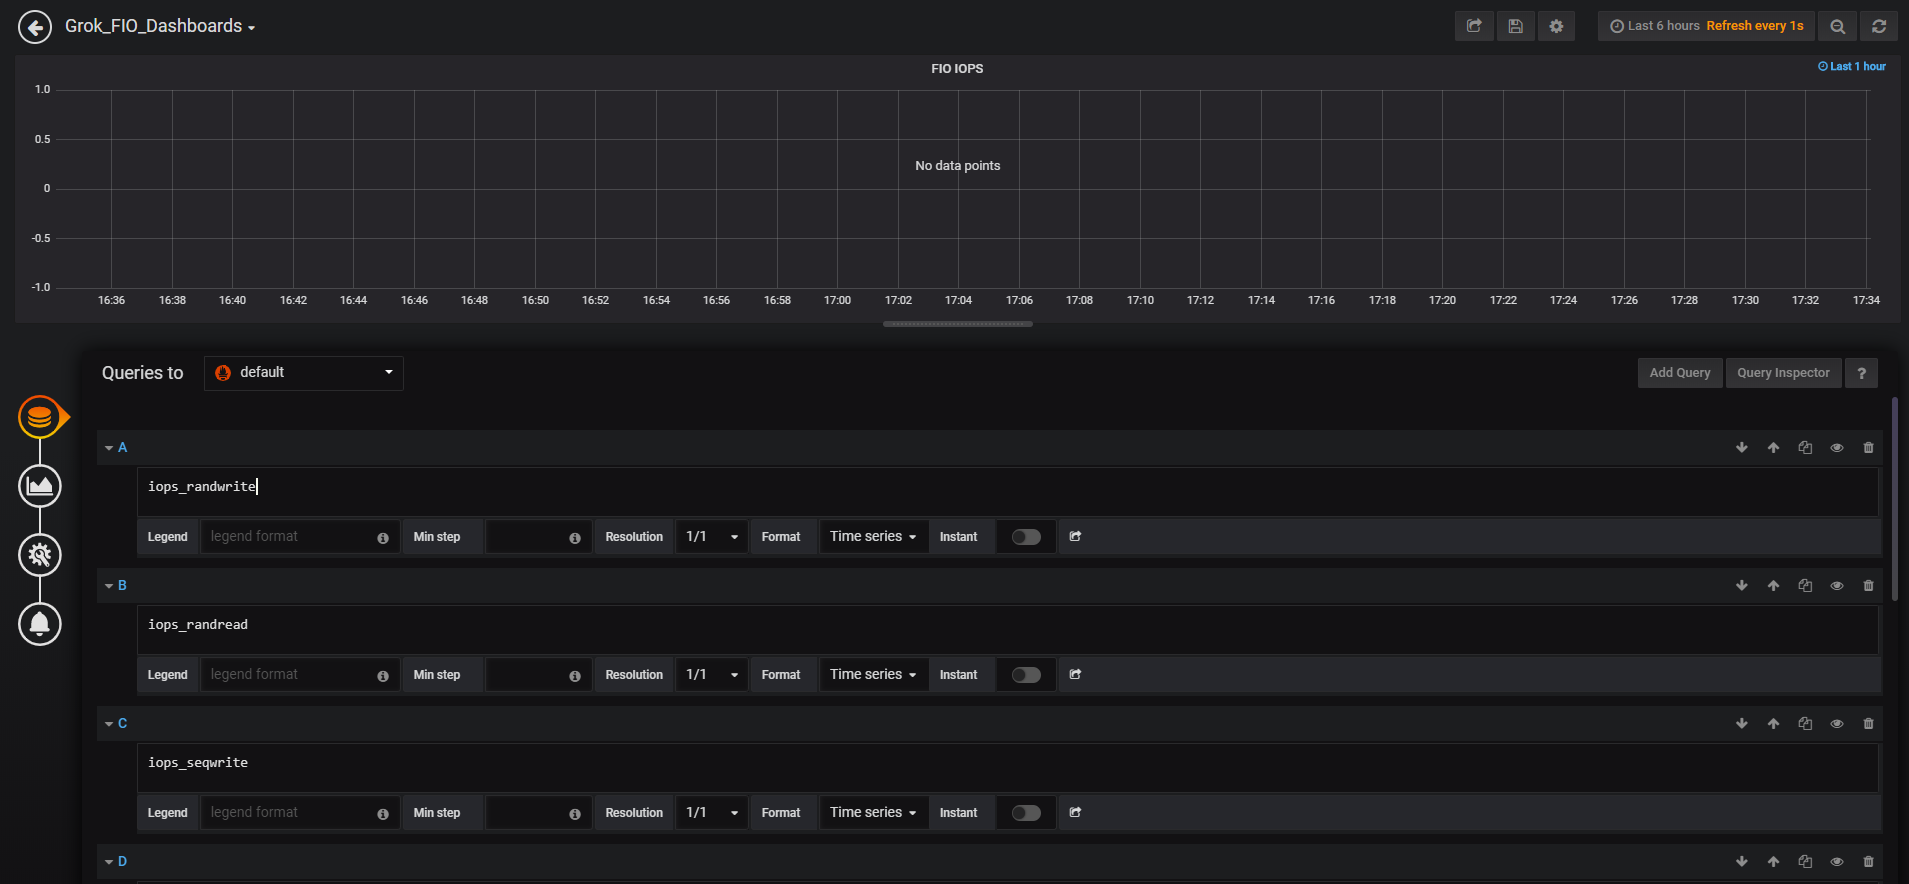 Grok_FIO_Dashboards
Last 6 hours Refresh every 1s
FIO IOPS
Last 1 hour
1.0
0.5
0
-0.5
-1.0
No data points
16:36 16:38 16:40 16:42 16:44 16:46 16:48 16:50 16:52 16:54 16:56 16:58 17:00 17:02 17:04 17:06 17:08 17:10 17:12 17:14 17:16 17:18 17:20 17:22 17:24 17:26 17:28 17:30 17:32 17:34
Queries to default Add Query Query Inspector ?
A
iops_randwrite
Legend legend format Min step Resolution 1/1 Format Time series Instant
B
iops_randread
Legend legend format Min step Resolution 1/1 Format Time series Instant
C
iops_seqwrite
Legend legend format Min step Resolution 1/1 Format Time series Instant
D